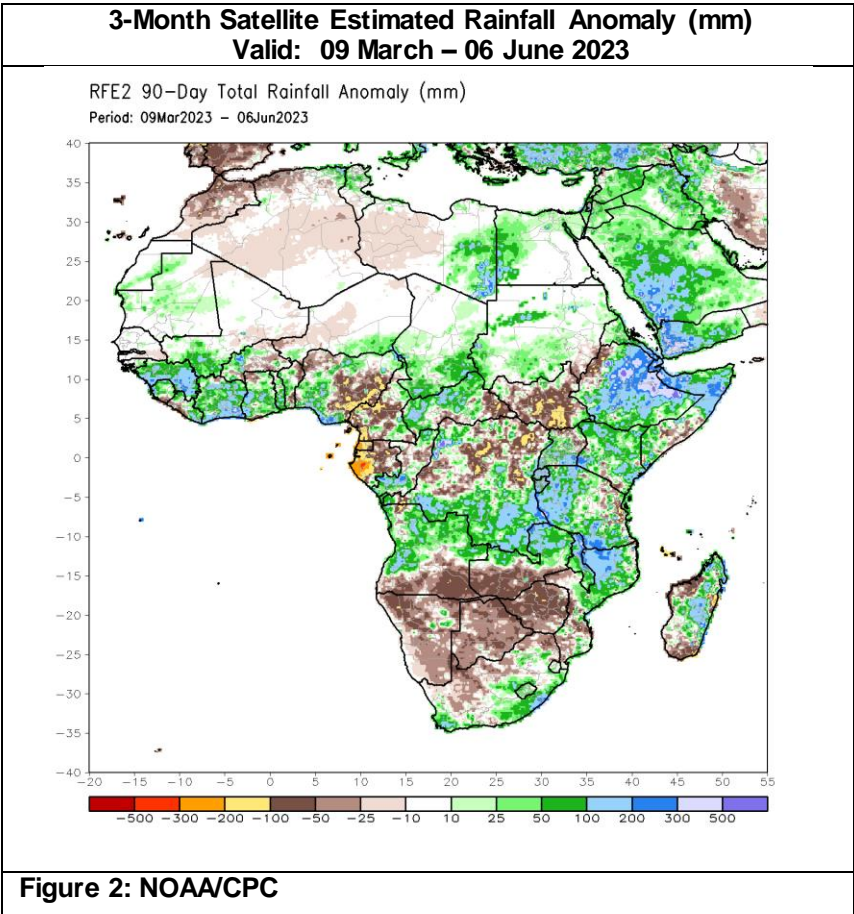 3-Month Satellite Estimated Rainfall Anomaly (mm)
Valid: 09 March – 06 June 2023
RFE2 90-Day Total Rainfall Anomaly (mm)
Period: 09Mar2023 – 06Jun2023
40
35
30
25
20
15
10
5
0
−5
−10
−15
−20
−25
−30
−35
−40
−20 −15 −10 −5 0 5 10 15 20 25 30 35 40 45 50 55
−500 −300 −200 −100 −50 −25 −10 10 25 50 100 200 300 500
Figure 2: NOAA/CPC